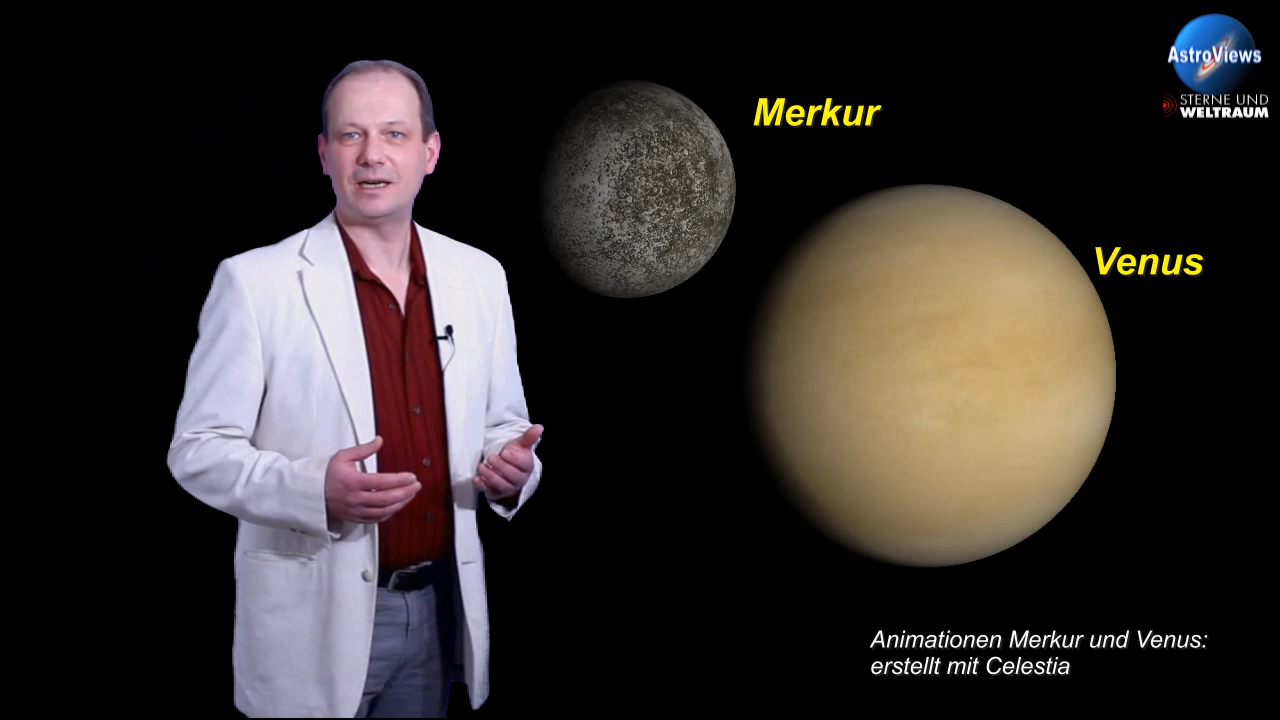 AstroViews
STERNE UND
WELTRAUM
Merkur
Venus
Animationen Merkur und Venus:
erstellt mit Celestia